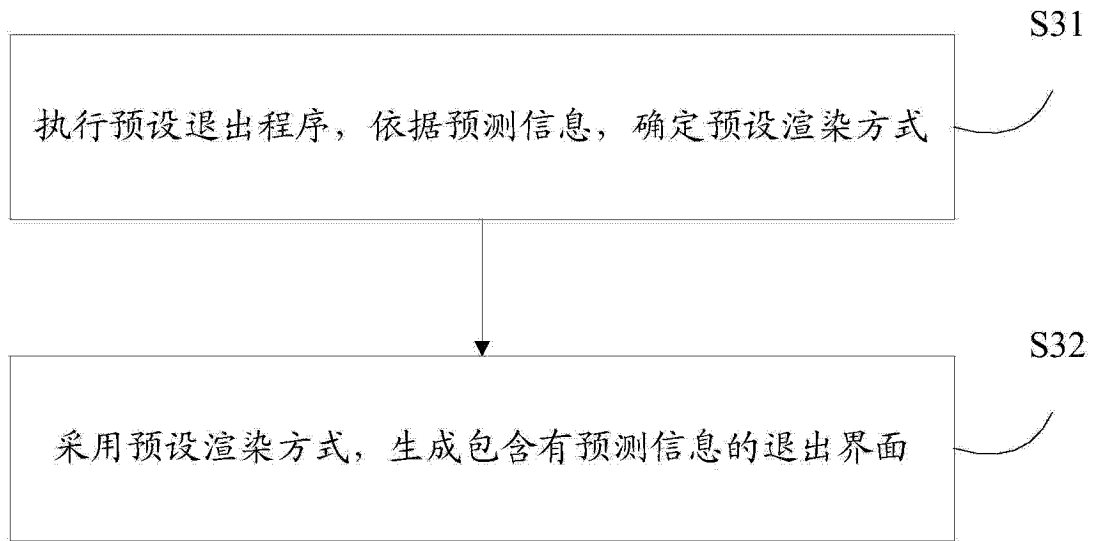 S31
执行预设退出程序，依据预测信息，确定预设渲染方式
S32
采用预设渲染方式，生成包含有预测信息的退出界面